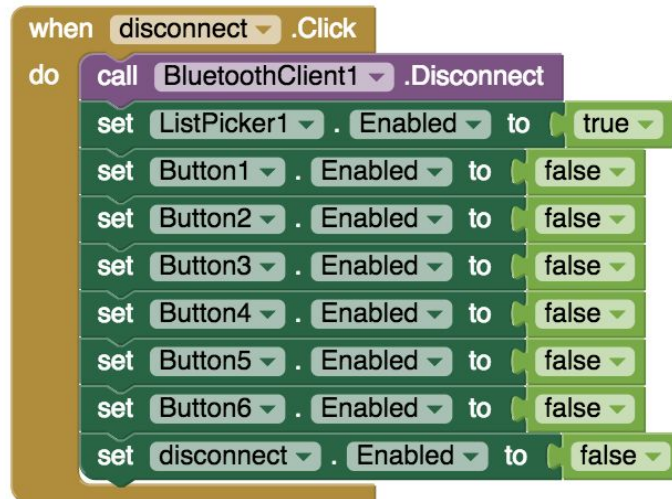 when disconnect .Click
do call BluetoothClient1 .Disconnect
set ListPicker1 . Enabled to true
set Button1 . Enabled to false
set Button2 . Enabled to false
set Button3 . Enabled to false
set Button4 . Enabled to false
set Button5 . Enabled to false
set Button6 . Enabled to false
set disconnect . Enabled to false